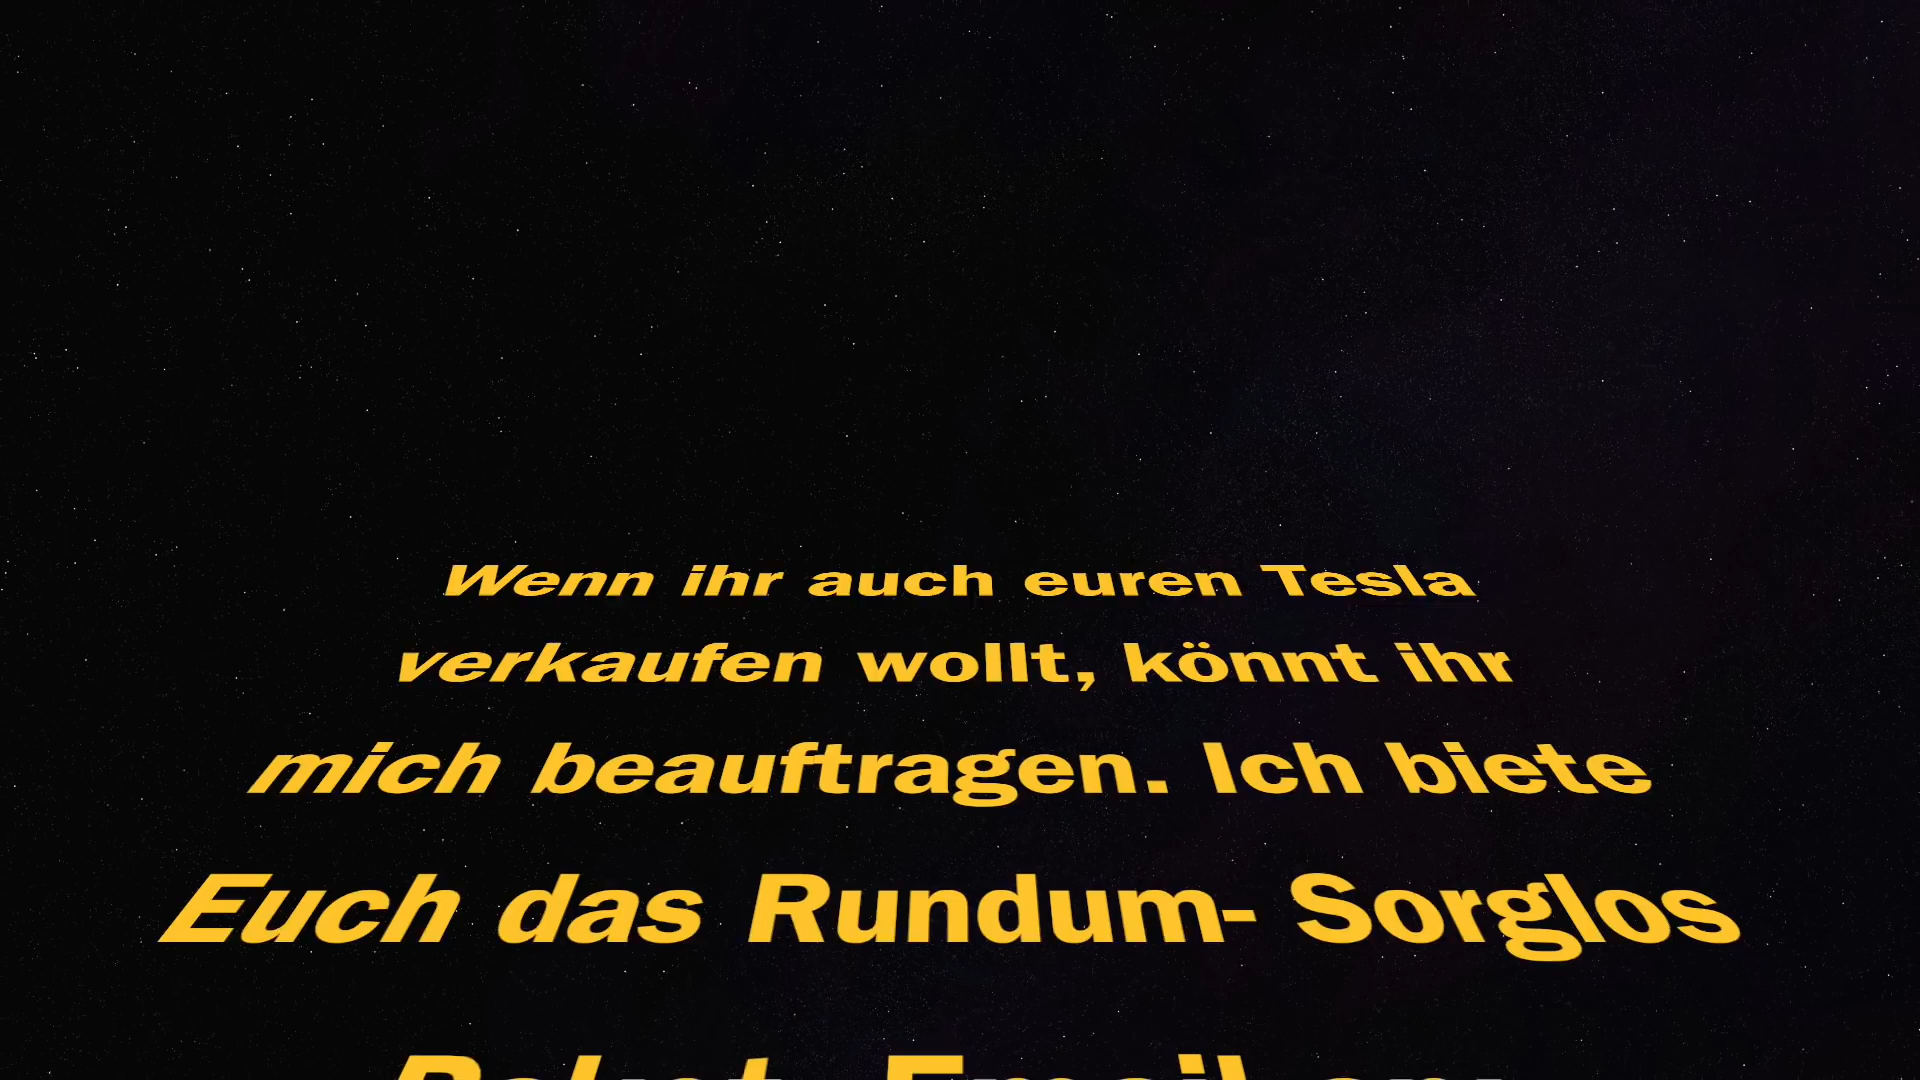 Wenn ihr auch euren Tesla
verkaufen wollt, könnt ihr
mich beauftragen. Ich biete
Euch das Rundum- Sorglos